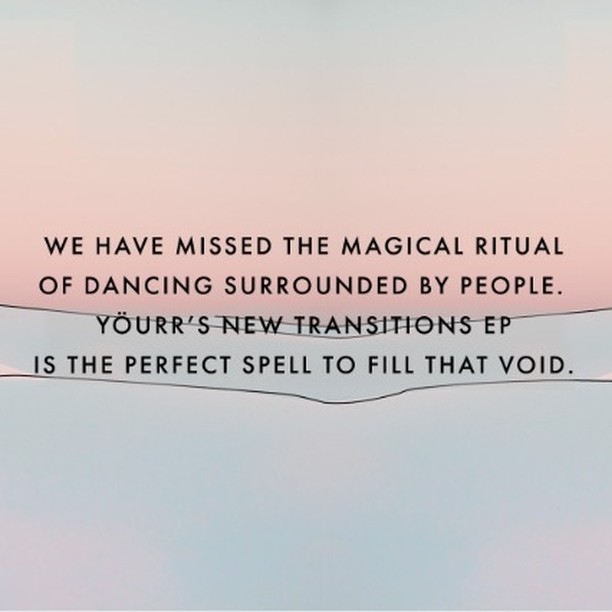 WE HAVE MISSED THE MAGICAL RITUAL
OF DANCING SURROUNDED BY PEOPLE.
YÖURR'S NEW TRANSITIONS EP
IS THE PERFECT SPELL TO FILL THAT VOID.